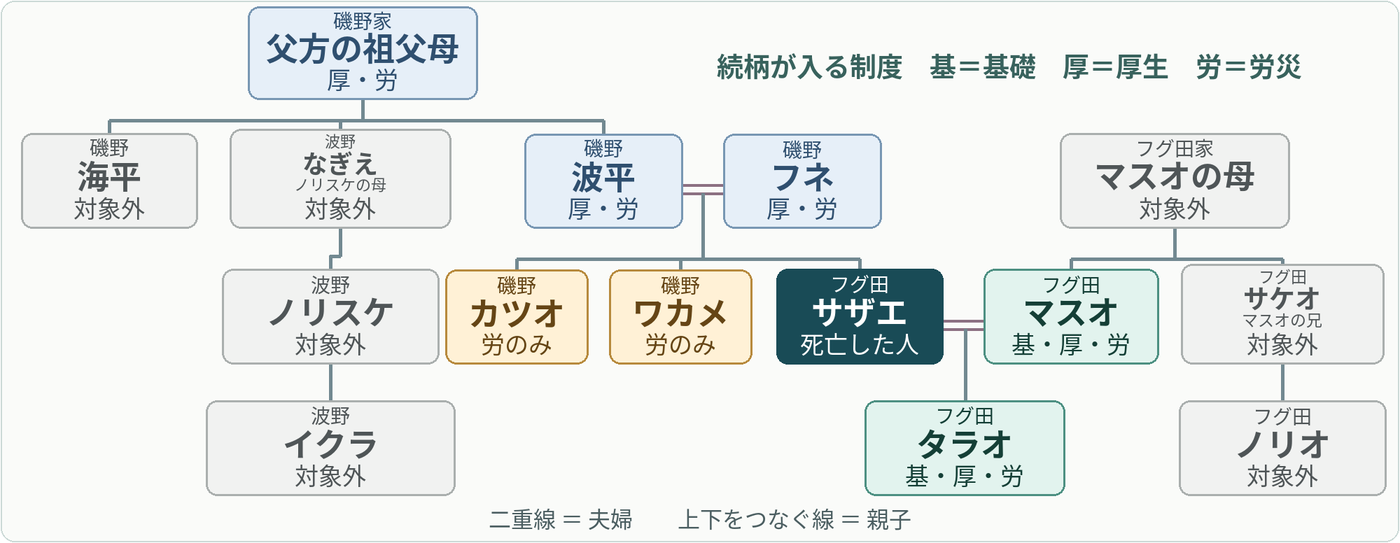 磯野家
父方の祖父母
厚・労
続柄が入る制度 基＝基礎 厚＝厚生 労＝労災
磯野
海平
対象外
波野
なぎえ
ノリスケの母
対象外
磯野
波平
厚・労
磯野
フネ
厚・労
フグ田家
マスオの母
対象外
波野
ノリスケ
対象外
磯野
カツオ
労のみ
磯野
ワカメ
労のみ
フグ田
サザエ
死亡した人
フグ田
マスオ
基・厚・労
フグ田
サケオ
マスオの兄
対象外
波野
イクラ
対象外
フグ田
タラオ
基・厚・労
フグ田
ノリオ
対象外
二重線 ＝ 夫婦 上下をつなぐ線 ＝ 親子